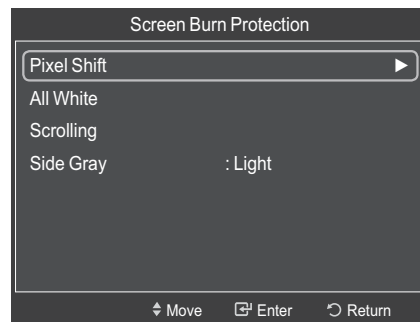 Screen Burn Protection
Pixel Shift
All White
Scrolling
Side Gray : Light
Move Enter Return